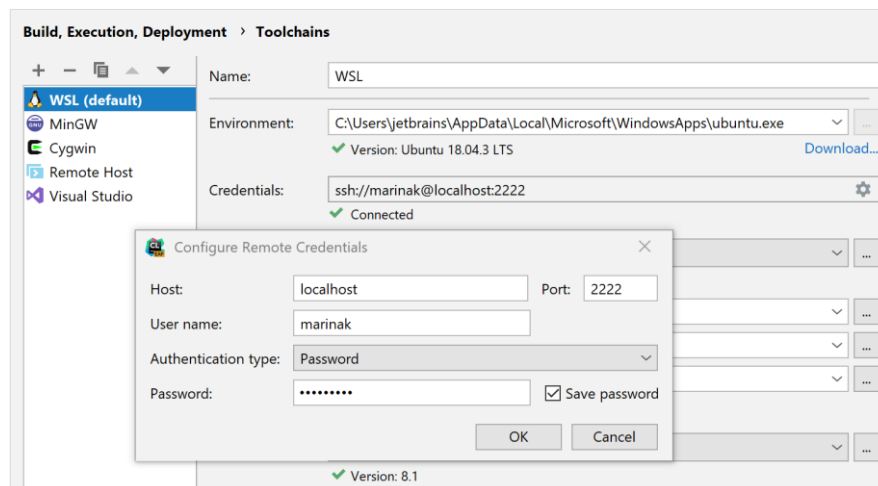 Build, Execution, Deployment › Toolchains
Name: WSL
WSL (default)
MinGW
Cygwin
Remote Host
Visual Studio
Environment: C:\Users\jetbrains\AppData\Local\Microsoft\WindowsApps\ubuntu.exe ...
Version: Ubuntu 18.04.3 LTS Download...
Credentials: ssh://marinak@localhost:2222
Connected
Configure Remote Credentials
...
Host: localhost Port: 2222
...
User name: marinak
...
Authentication type: Password
...
Password: ••••••••• Save password
OK Cancel
...
Version: 8.1